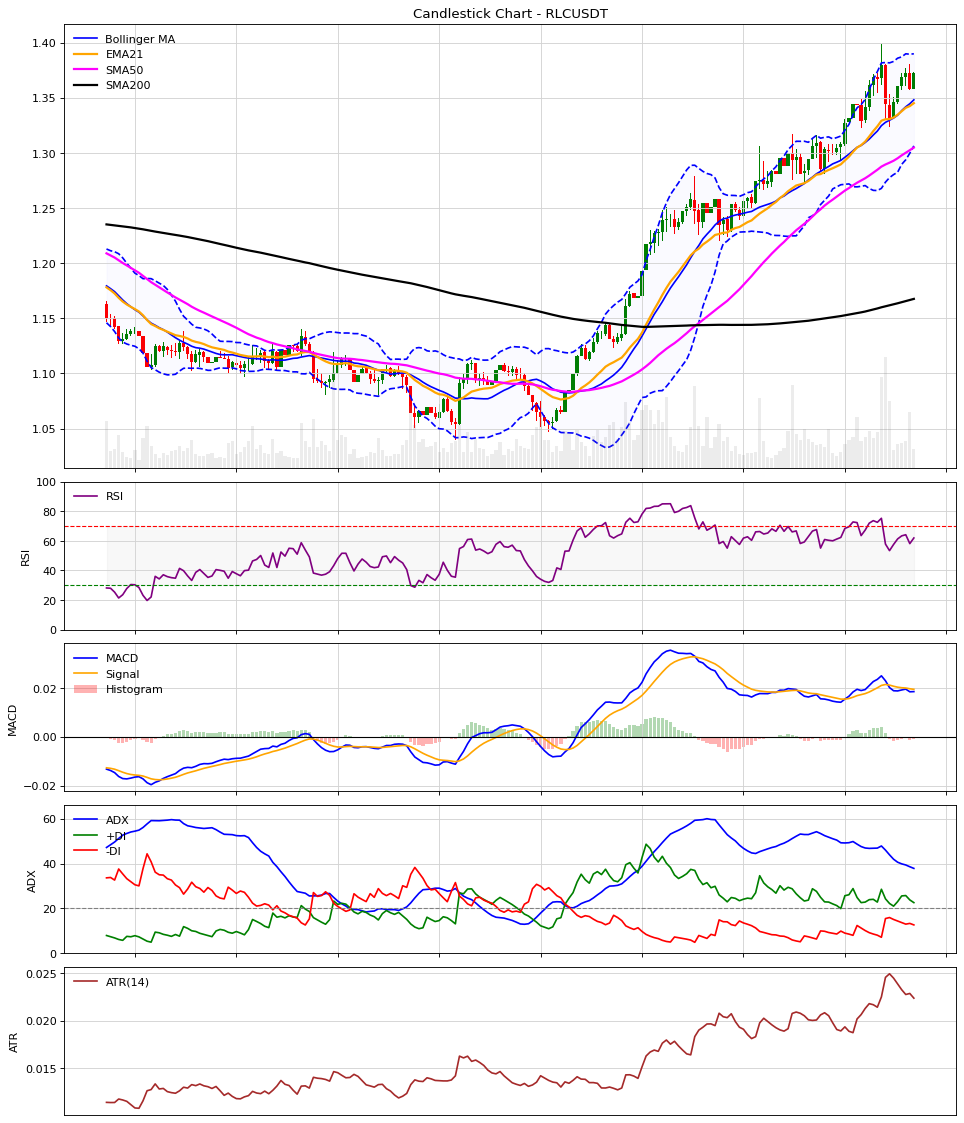 Candlestick Chart - RLCUSDT
Bollinger MA
EMA21
SMA50
SMA200
1.40
1.35
1.30
1.25
1.20
1.15
1.10
1.05
RSI
100
80
60
40
20
0
RSI
MACD
Signal
Histogram
0.02
0.00
−0.02
MACD
ADX
+DI
-DI
60
40
20
0
ADX
ATR(14)
0.025
0.020
0.015
ATR